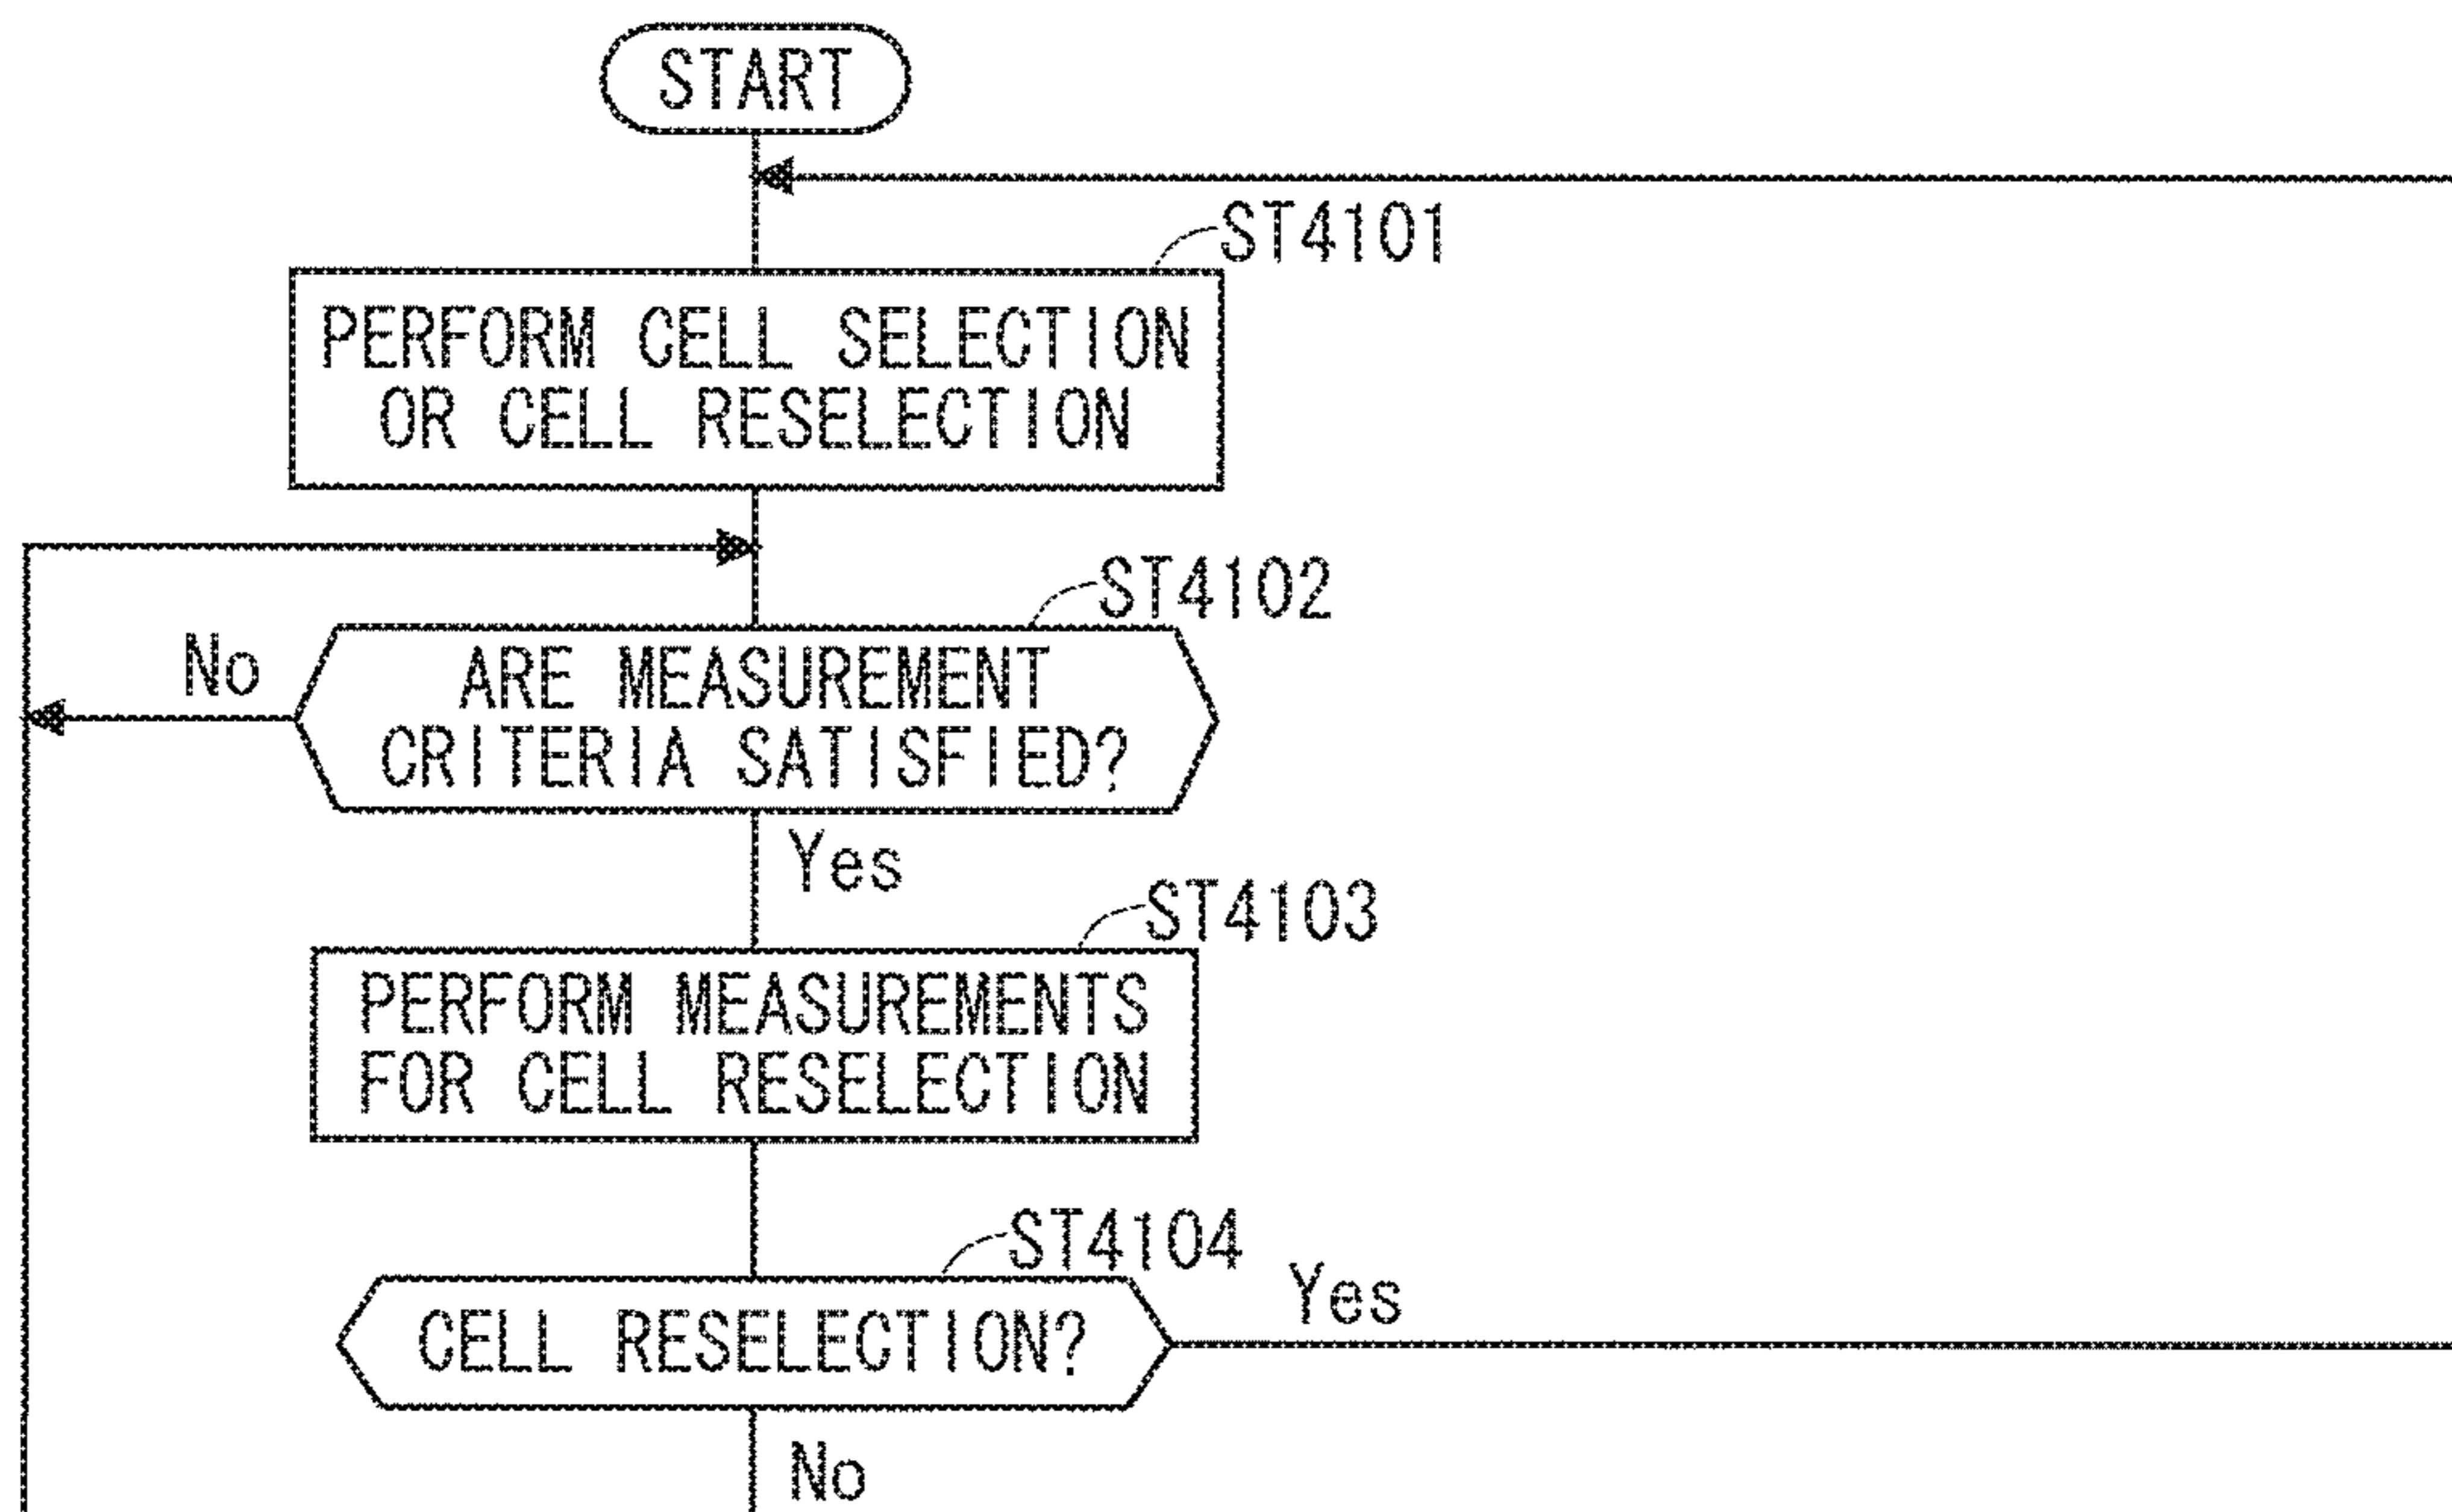 START
ST4101
PERFORM CELL SELECTION
OR CELL RESELECTION
ST4102
No
ARE MEASUREMENT
CRITERIA SATISFIED?
Yes
ST4103
PERFORM MEASUREMENTS
FOR CELL RESELECTION
ST4104
Yes
CELL RESELECTION?
No